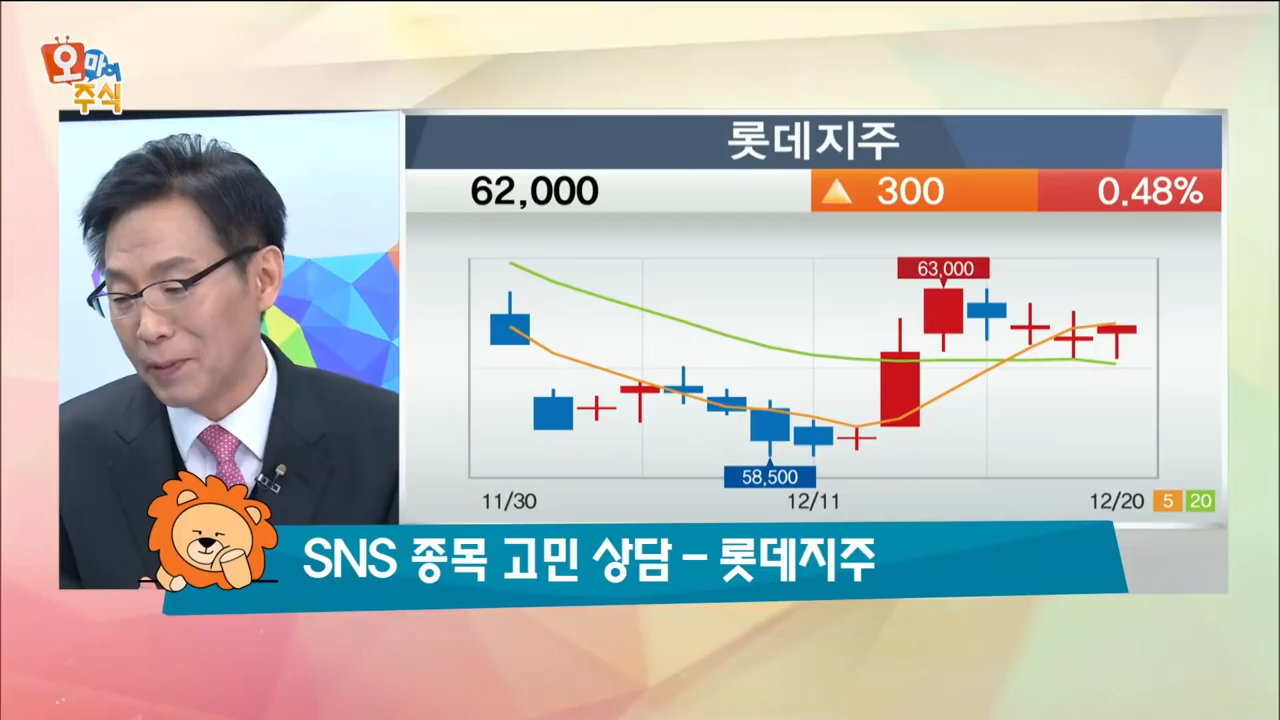 오마이
주식
롯데지주
62,000
▲ 300
0.48%
63,000
58,500
11/30
12/11
12/20
5
20
SNS 종목 고민 상담 – 롯데지주